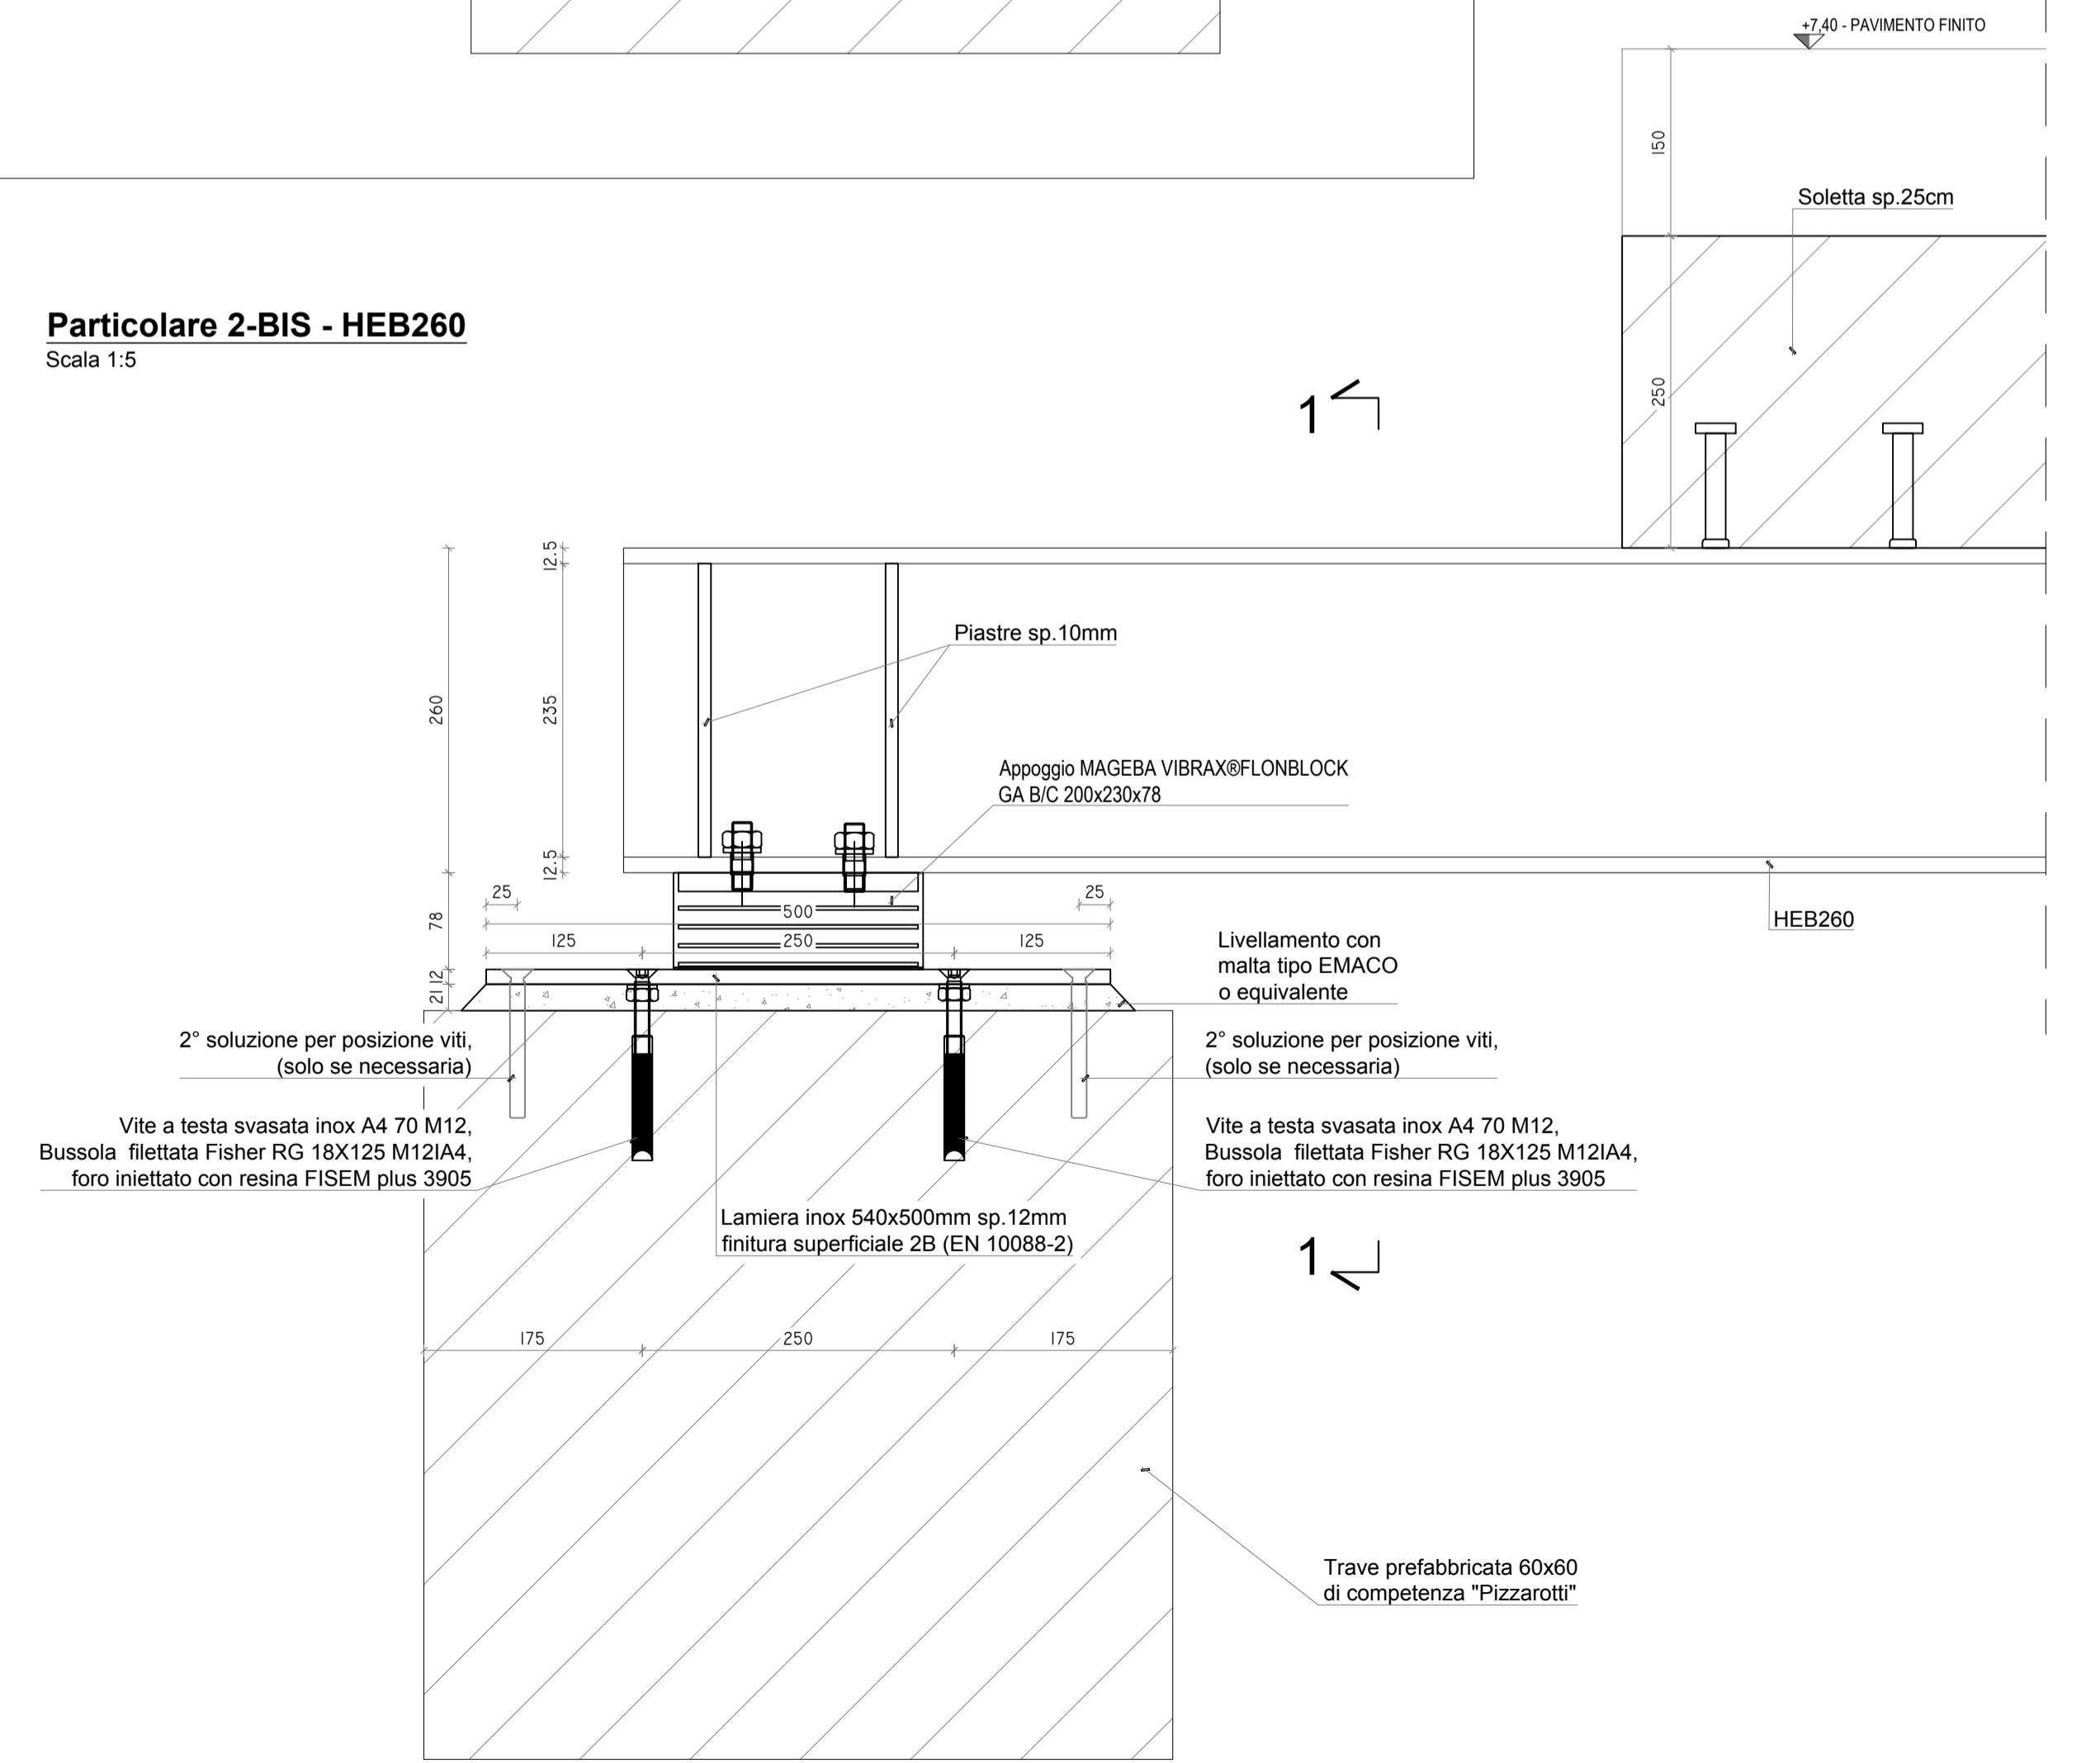 +7,40 - PAVIMENTO FINITO
150
Soletta sp.25cm
Particolare 2-BIS - HEB260
Scala 1:5
1
250
12.5
Piastre sp.10mm
260
235
Appoggio MAGEBA VIBRAX®FLONBLOCK
GA B/C 200x230x78
12.5
25
500
25
78
HEB260
125
250
125
Livellamento con
malta tipo EMACO
o equivalente
12
21
2° soluzione per posizione viti,
(solo se necessaria)
2° soluzione per posizione viti,
(solo se necessaria)
Vite a testa svasata inox A4 70 M12,
Bussola filettata Fisher RG 18X125 M12IA4,
foro iniettato con resina FISEM plus 3905
Vite a testa svasata inox A4 70 M12,
Bussola filettata Fisher RG 18X125 M12IA4,
foro iniettato con resina FISEM plus 3905
Lamiera inox 540x500mm sp.12mm
finitura superficiale 2B (EN 10088-2)
1
175
250
175
Trave prefabbricata 60x60
di competenza "Pizzarotti"